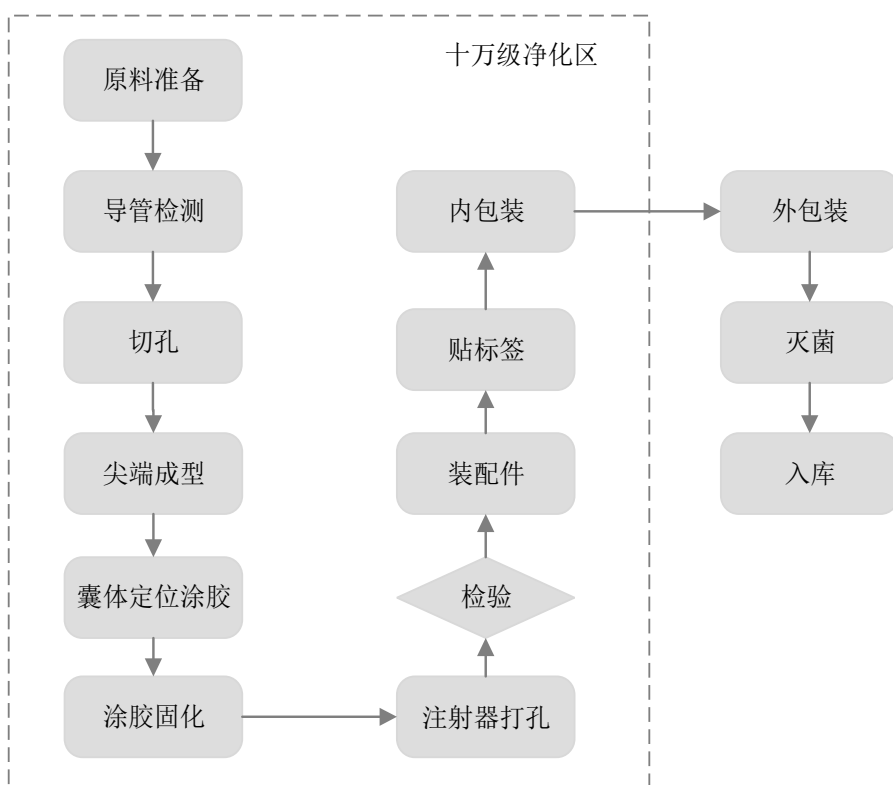 十万级净化区
原料准备
导管检测
切孔
尖端成型
囊体定位涂胶
涂胶固化
注射器打孔
检验
装配件
贴标签
内包装
外包装
灭菌
入库